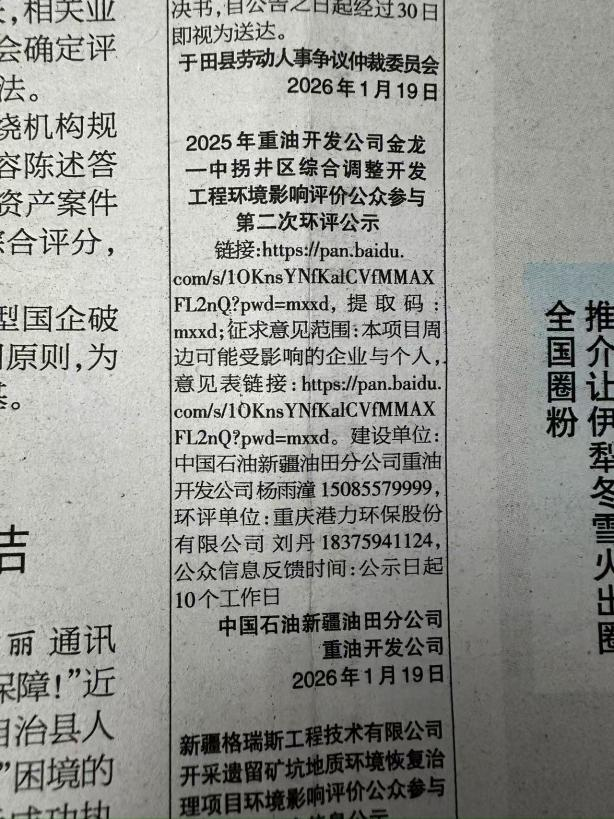 ,相关业
会确定评
法。
绕机构规
容陈述答
资产案件
综合评分,
型国企破
则原则,为
基。
洁
丽 通讯
保障!”近
自治县人
”困境的
决书,自公告之日起经过30日
即视为送达。
于田县劳动人事争议仲裁委员会
2026年1月19日
2025年重油开发公司金龙
—中拐井区综合调整开发
工程环境影响评价公众参与
第二次环评公示
链接:https://pan.baidu.
com/s/1OKnsYNfKalCVfMMAX
FL2nQ?pwd=mxxd,提取码:
mxxd;征求意见范围:本项目周
边可能受影响的企业与个人,
意见表链接:https://pan.baidu.
com/s/1OKnsYNfKalCVfMMAX
FL2nQ?pwd=mxxd。建设单位:
中国石油新疆油田分公司重油
开发公司杨雨潼 15085579999,
环评单位:重庆港力环保股份
有限公司 刘丹 18375941124,
公众信息反馈时间:公示日起
10个工作日
中国石油新疆油田分公司
重油开发公司
2026年1月19日
新疆格瑞斯工程技术有限公司
开采遗留矿坑地质环境恢复治
理项目环境影响评价公众参与
推介让伊犁冬雪火出圈
全国圈粉